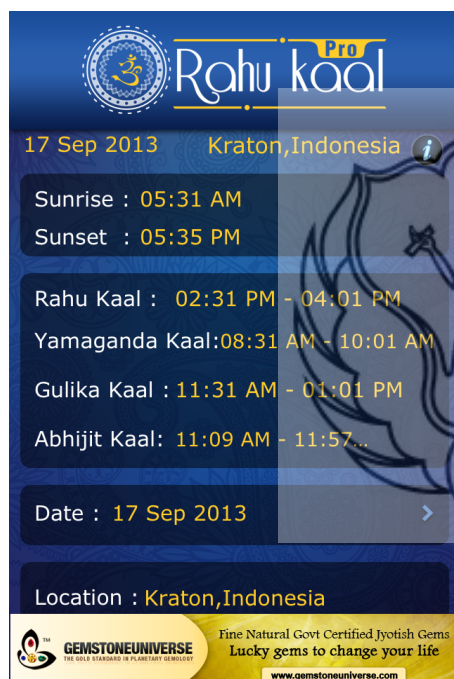 Pro
ॐ Rahu kaal
17 Sep 2013 Kraton,Indonesia i
Sunrise : 05:31 AM
Sunset : 05:35 PM
Rahu Kaal : 02:31 PM - 04:01 PM
Yamaganda Kaal:08:31 AM - 10:01 AM
Gulika Kaal : 11:31 AM - 01:01 PM
Abhijit Kaal: 11:09 AM - 11:57...
Date : 17 Sep 2013
Location : Kraton,Indonesia
TM
GEMSTONEUNIVERSE
THE GOLD STANDARD IN PLANETARY GEMOLOGY
Fine Natural Govt Certified Jyotish Gems
Lucky gems to change your life
www.gemstoneuniverse.com